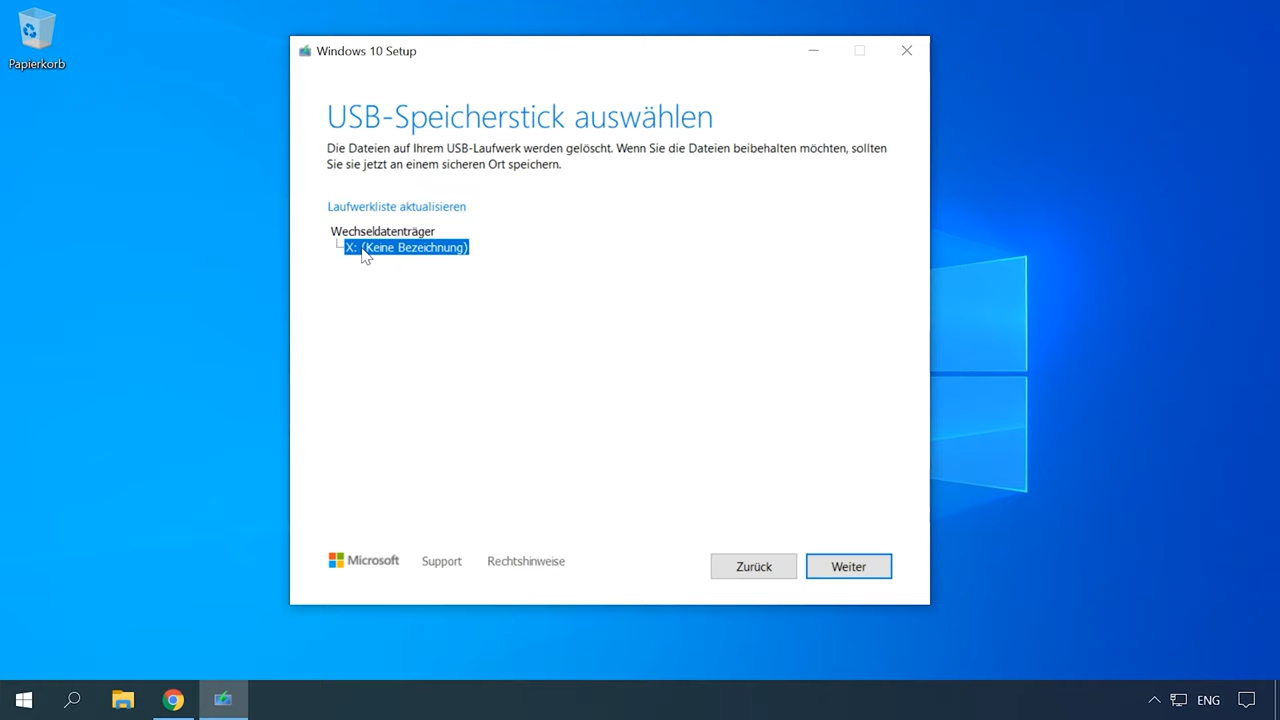 Papierkorb
Windows 10 Setup
USB-Speicherstick auswählen
Die Dateien auf Ihrem USB-Laufwerk werden gelöscht. Wenn Sie die Dateien beibehalten möchten, sollten
Sie sie jetzt an einem sicheren Ort speichern.
Laufwerkliste aktualisieren
Wechseldatenträger
X: (Keine Bezeichnung)
Microsoft Support Rechtshinweise Zurück Weiter
ENG